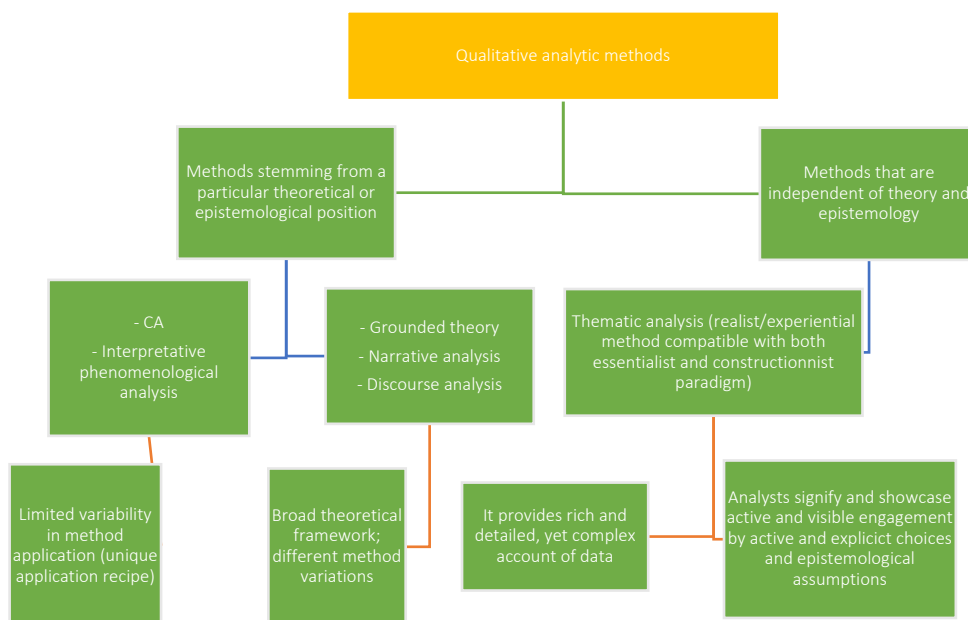 Qualitative analytic methods
Methods stemming from a
particular theoretical or
epistemological position
Methods that are
independent of theory and
epistemology
- CA
- Interpretative
phenomenological
analysis
- Grounded theory
- Narrative analysis
- Discourse analysis
Thematic analysis (realist/experiential
method compatible with both
essentialist and constructionnist
paradigm)
Limited variability
in method
application (unique
application recipe)
Broad theoretical
framework;
different method
variations
It provides rich and
detailed, yet complex
account of data
Analysts signify and showcase
active and visible engagement
by active and explicict choices
and epistemological
assumptions